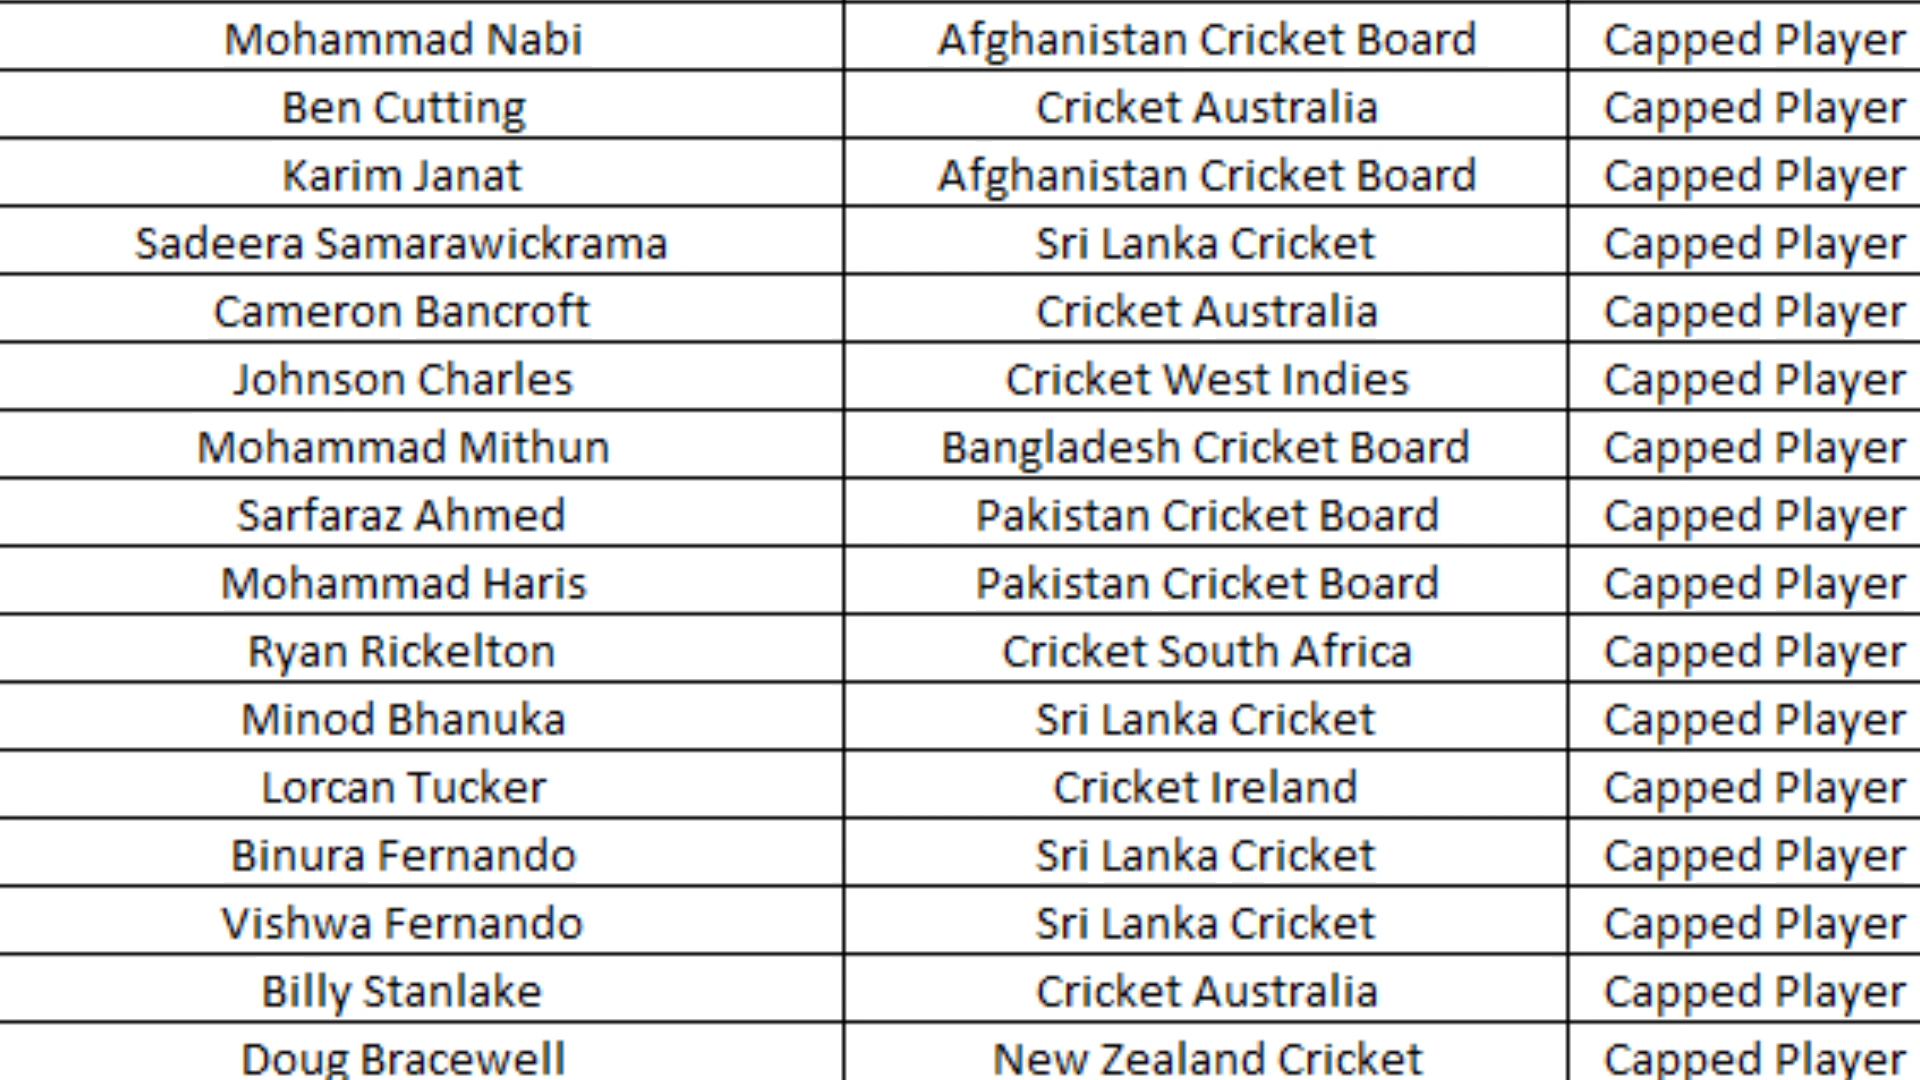 Mohammad Nabi Afghanistan Cricket Board Capped Player
Ben Cutting Cricket Australia Capped Player
Karim Janat Afghanistan Cricket Board Capped Player
Sadeera Samarawickrama Sri Lanka Cricket Capped Player
Cameron Bancroft Cricket Australia Capped Player
Johnson Charles Cricket West Indies Capped Player
Mohammad Mithun Bangladesh Cricket Board Capped Player
Sarfaraz Ahmed Pakistan Cricket Board Capped Player
Mohammad Haris Pakistan Cricket Board Capped Player
Ryan Rickelton Cricket South Africa Capped Player
Minod Bhanuka Sri Lanka Cricket Capped Player
Lorcan Tucker Cricket Ireland Capped Player
Binura Fernando Sri Lanka Cricket Capped Player
Vishwa Fernando Sri Lanka Cricket Capped Player
Billy Stanlake Cricket Australia Capped Player
Doug Bracewell New Zealand Cricket Capped Player